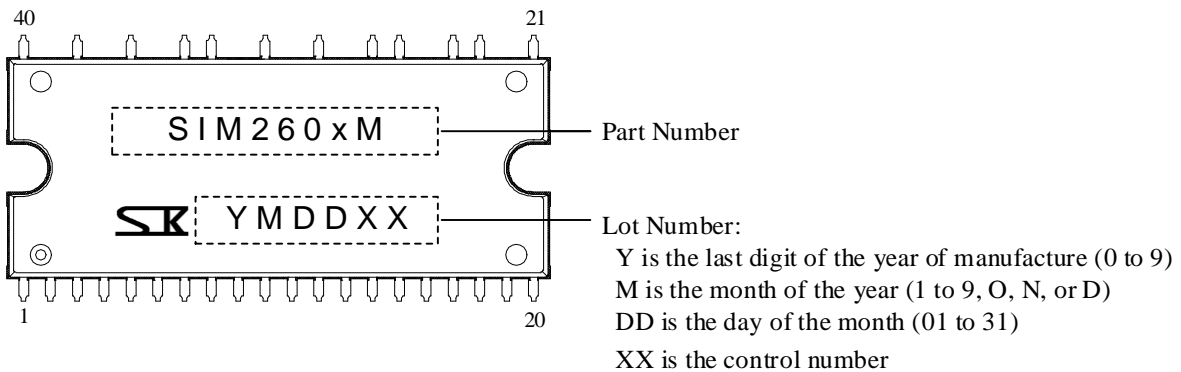 40 21
SIM260xM
Part Number
SK YMDDXX
Lot Number:
Y is the last digit of the year of manufacture (0 to 9)
M is the month of the year (1 to 9, O, N, or D)
DD is the day of the month (01 to 31)
1 20
XX is the control number